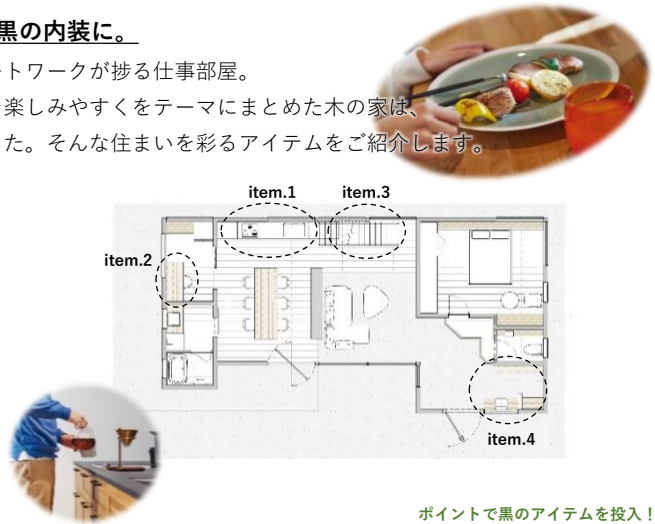 黒の内装に。
トワークが捗る仕事部屋。
楽しみやすくをテーマにまとめた木の家は、
た。そんな住まいを彩るアイテムをご紹介します。
item.1 item.3
item.2
item.4
ポイントで黒のアイテムを投入！